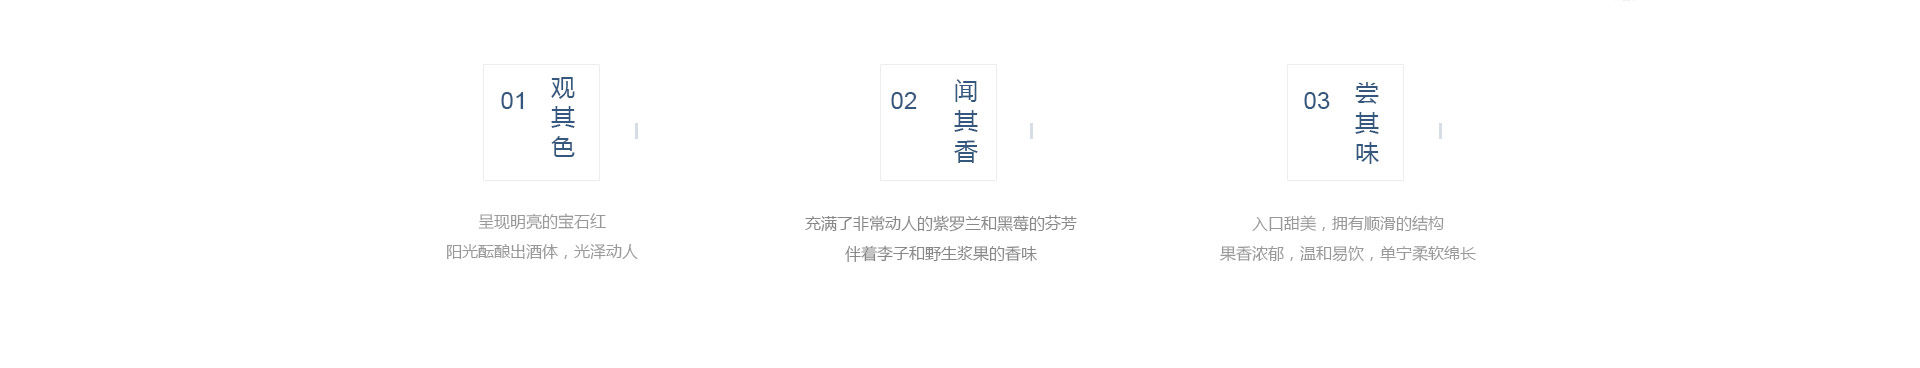 01 观其色
呈现明亮的宝石红
阳光酝酿出酒体，光泽动人
02 闻其香
充满了非常动人的紫罗兰和黑莓的芬芳
伴着李子和野生浆果的香味
03 尝其味
入口甜美，拥有顺滑的结构
果香浓郁，温和易饮，单宁柔软绵长